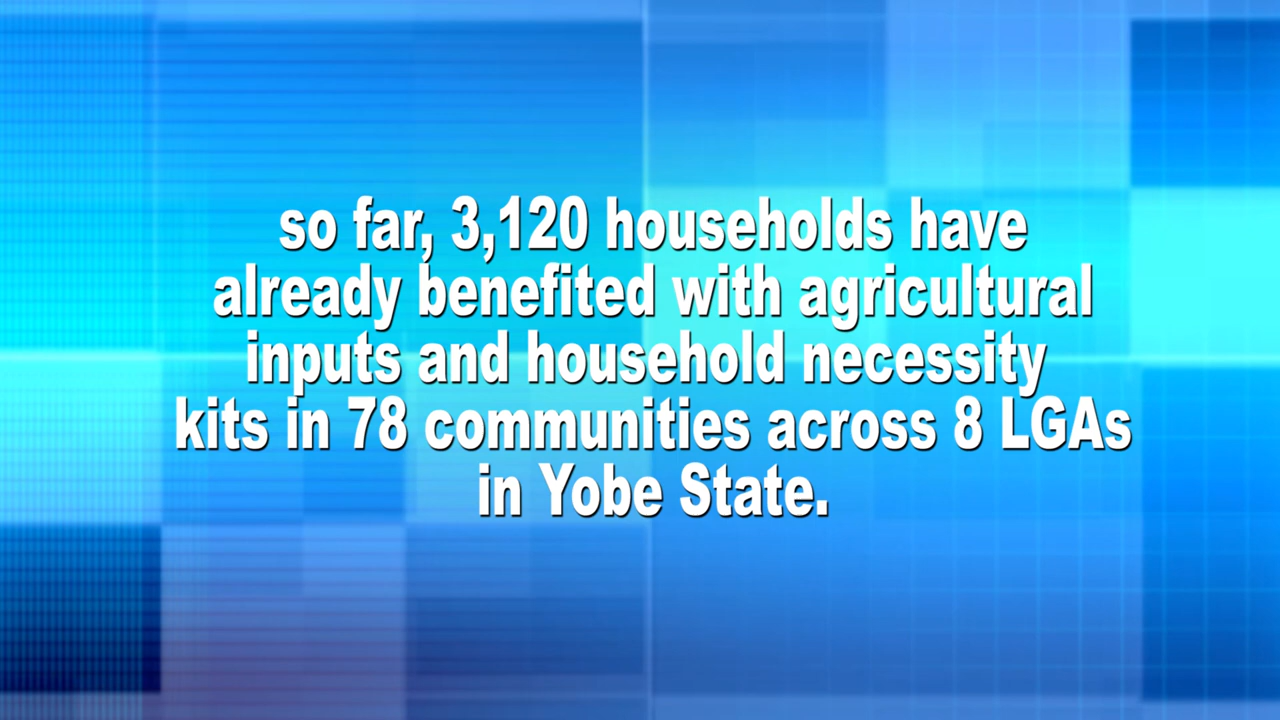 so far, 3,120 households have
already benefited with agricultural
inputs and household necessity
kits in 78 communities across 8 LGAs
in Yobe State.